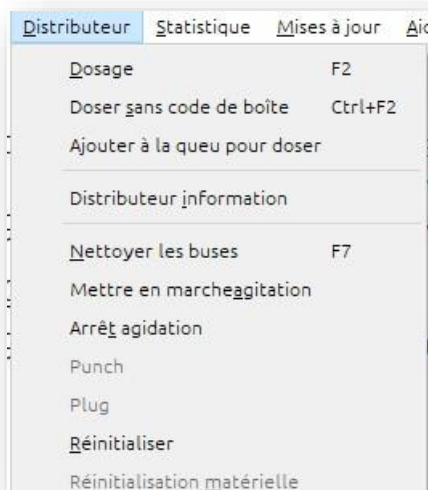 Distributeur Statistique Mises à jour
Dosage F2
Doser sans code de boîte Ctrl+F2
Ajouter à la queu pour doser
Distributeur information
Nettoyer les buses F7
Mettre en marcheagitation
Arrêt agidation
Punch
Plug
Réinitialiser
Réinitialisation matérielle